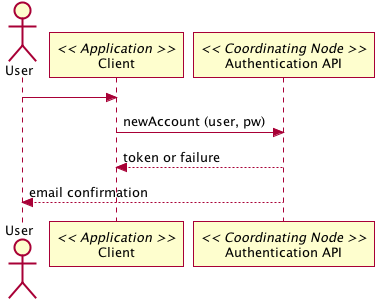 << Application >>
Client
<< Coordinating Node >>
Authentication API
User
newAccount (user, pw)
token or failure
email confirmation
User
<< Application >>
Client
<< Coordinating Node >>
Authentication API